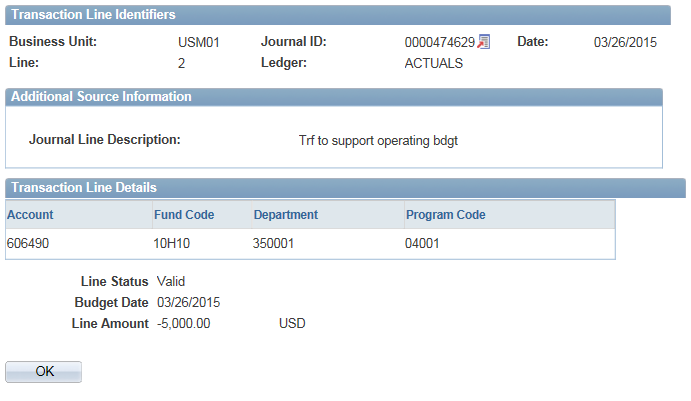 Transaction Line Identifiers
Business Unit: USM01 Journal ID: 0000474629 Date: 03/26/2015
Line: 2 Ledger: ACTUALS
Additional Source Information
Journal Line Description: Trf to support operating bdgt
Transaction Line Details
Account Fund Code Department Program Code
606490 10H10 350001 04001
Line Status Valid
Budget Date 03/26/2015
Line Amount -5,000.00 USD
OK